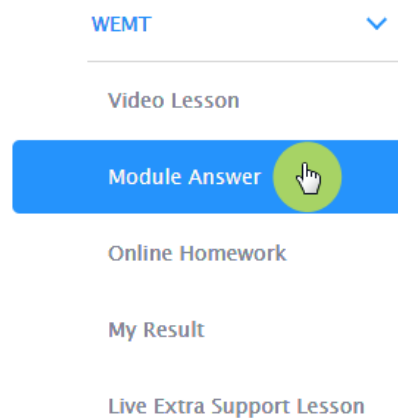 WEMT
Video Lesson
Module Answer
Online Homework
My Result
Live Extra Support Lesson